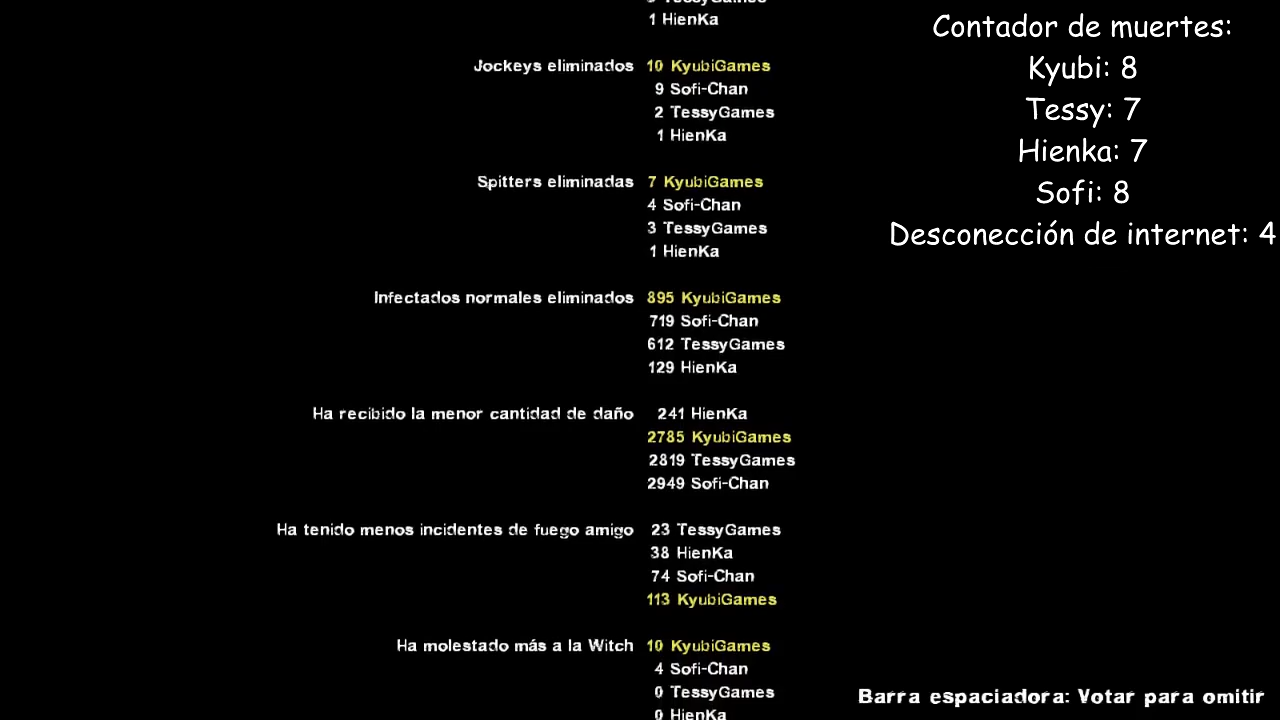 1 HienKa
Jockeys eliminados 10 KyubiGames
9 Sofi-Chan
2 TessyGames
1 HienKa
Spitters eliminadas 7 KyubiGames
4 Sofi-Chan
3 TessyGames
1 HienKa
Infectados normales eliminados 895 KyubiGames
719 Sofi-Chan
612 TessyGames
129 HienKa
Ha recibido la menor cantidad de daño 241 HienKa
2785 KyubiGames
2819 TessyGames
2949 Sofi-Chan
Ha tenido menos incidentes de fuego amigo 23 TessyGames
38 HienKa
74 Sofi-Chan
113 KyubiGames
Ha molestado más a la Witch 10 KyubiGames
4 Sofi-Chan
0 TessyGames
0 HienKa
Contador de muertes:
Kyubi: 8
Tessy: 7
Hienka: 7
Sofi: 8
Desconección de internet: 4
Barra espaciadora: Votar para omitir